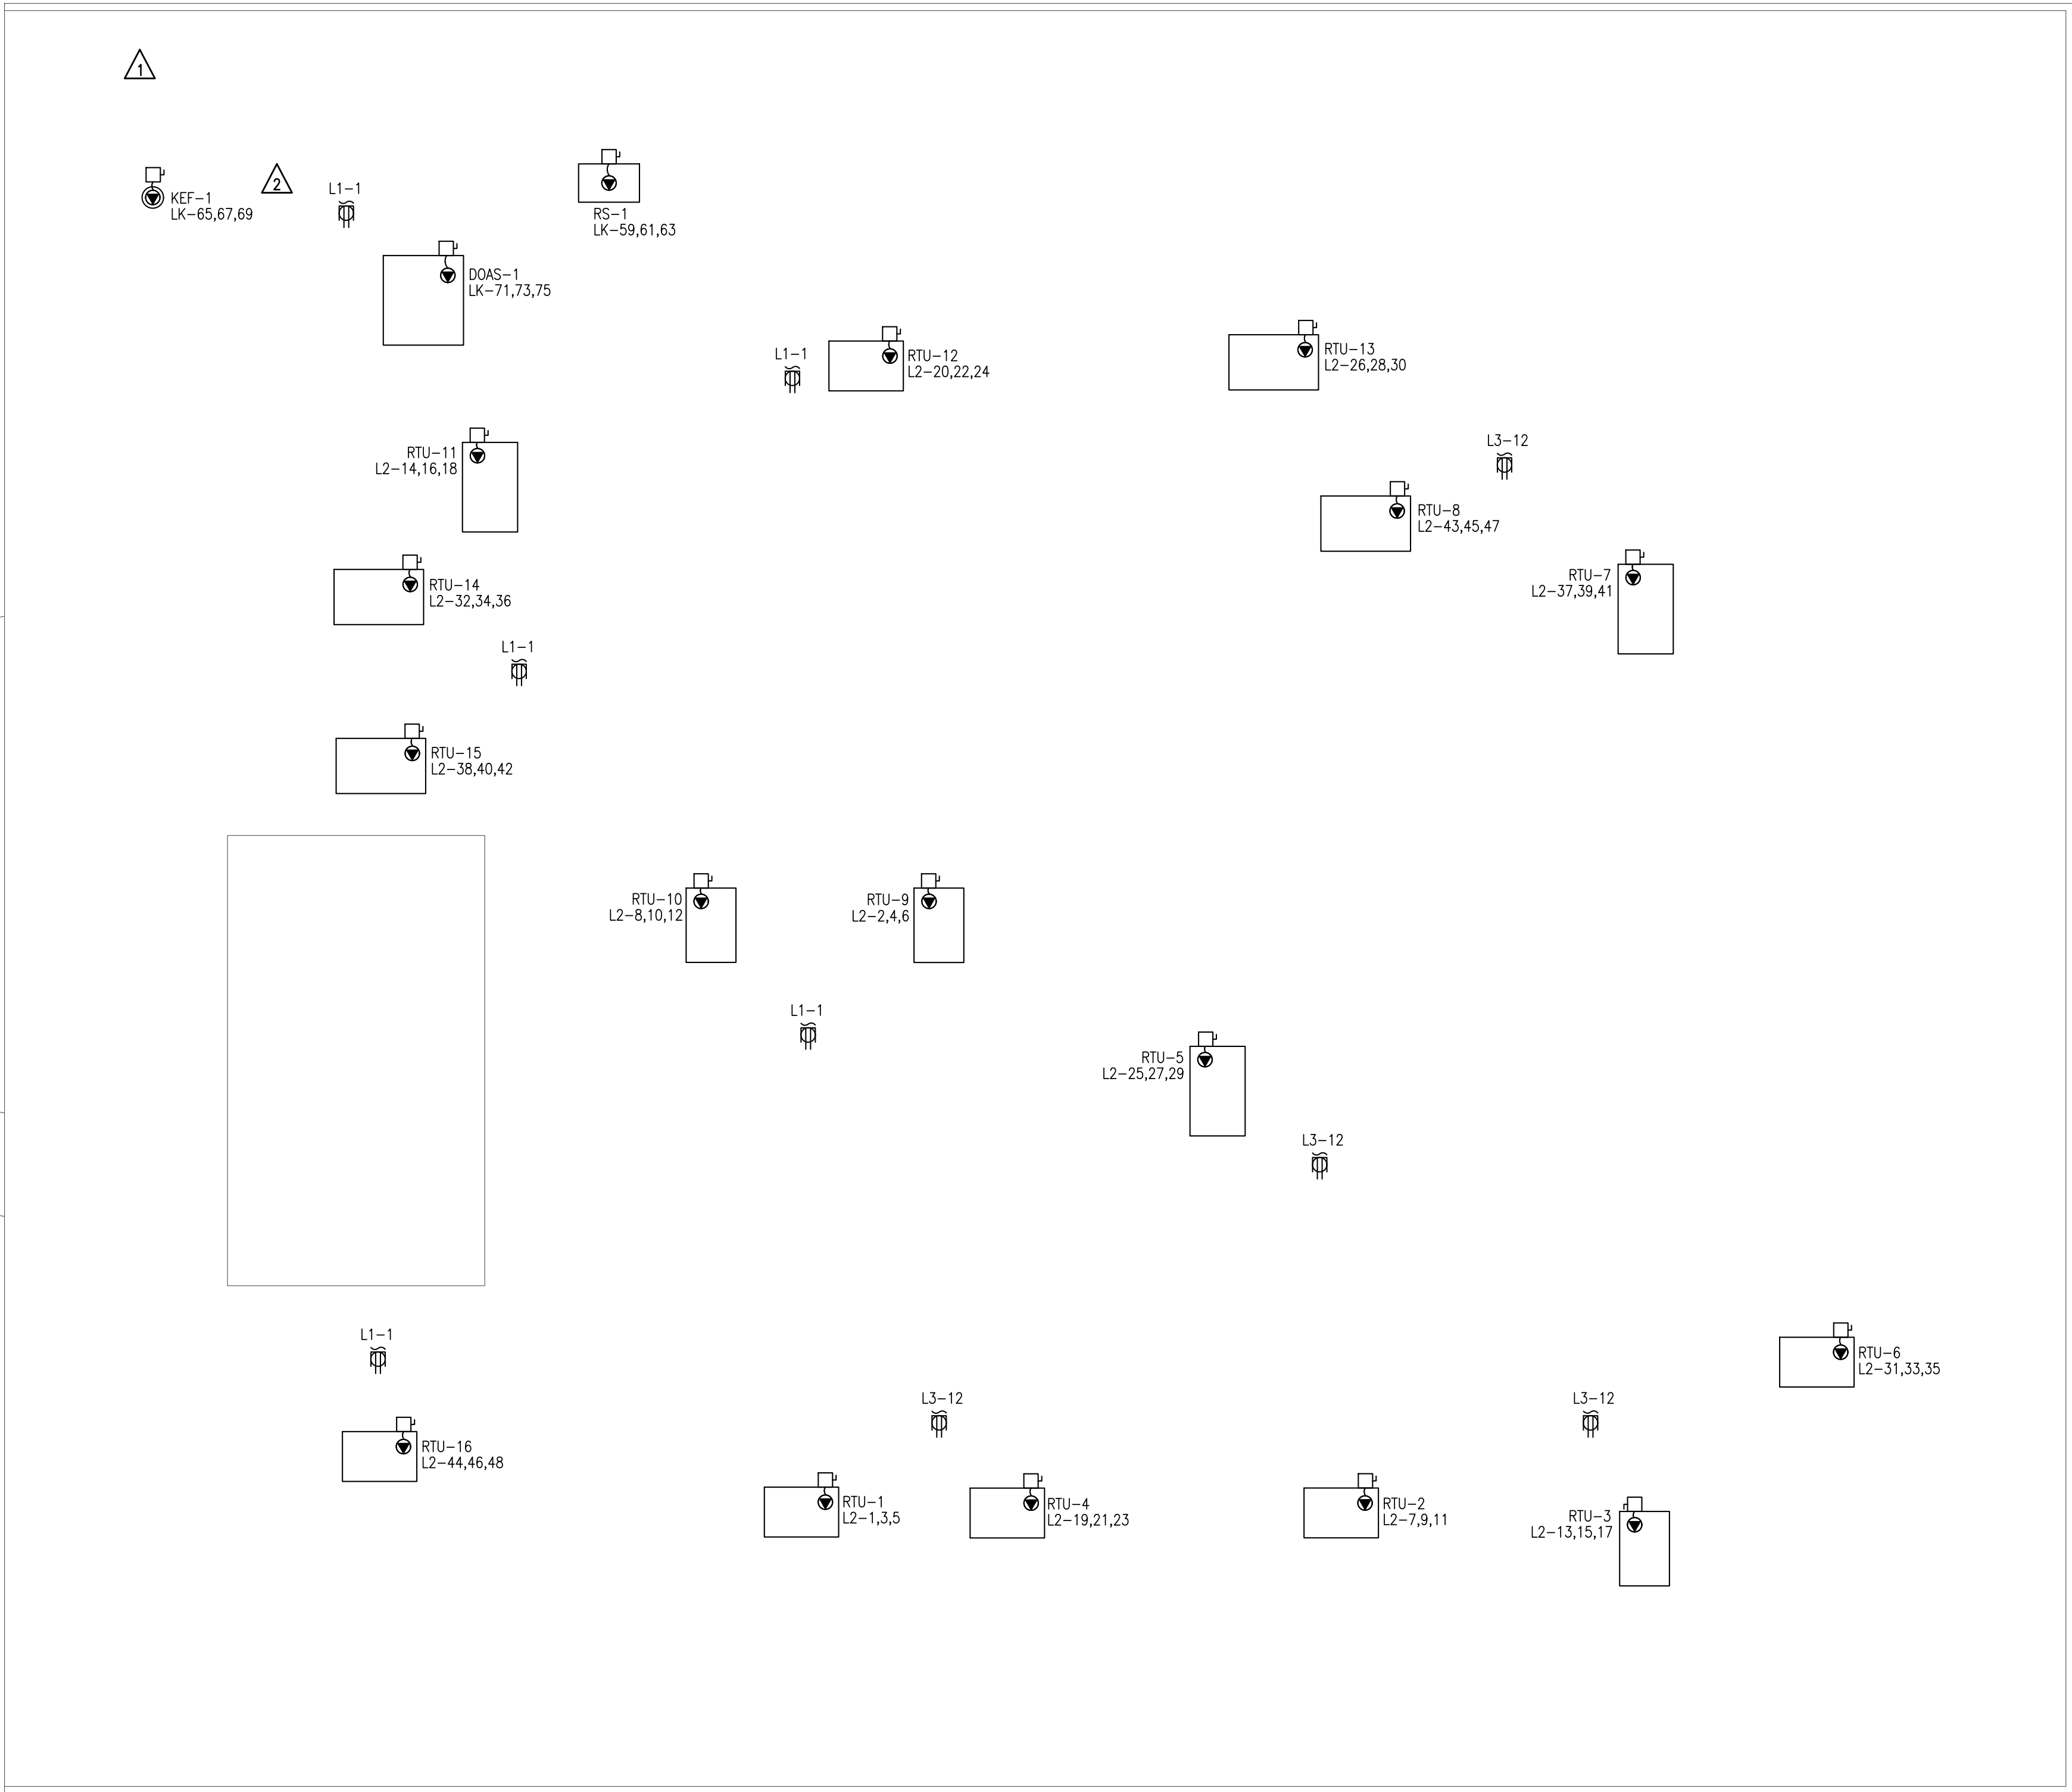 1
KEF-1
LK-65,67,69
2
L1-1
RS-1
LK-59,61,63
DOAS-1
LK-71,73,75
L1-1
RTU-12
L2-20,22,24
RTU-13
L2-26,28,30
RTU-11
L2-14,16,18
L3-12
RTU-8
L2-43,45,47
RTU-14
L2-32,34,36
RTU-7
L2-37,39,41
L1-1
RTU-15
L2-38,40,42
RTU-10
L2-8,10,12
RTU-9
L2-2,4,6
L1-1
RTU-5
L2-25,27,29
L3-12
L1-1
RTU-6
L2-31,33,35
L3-12
L3-12
RTU-16
L2-44,46,48
RTU-1
L2-1,3,5
RTU-4
L2-19,21,23
RTU-2
L2-7,9,11
RTU-3
L2-13,15,17